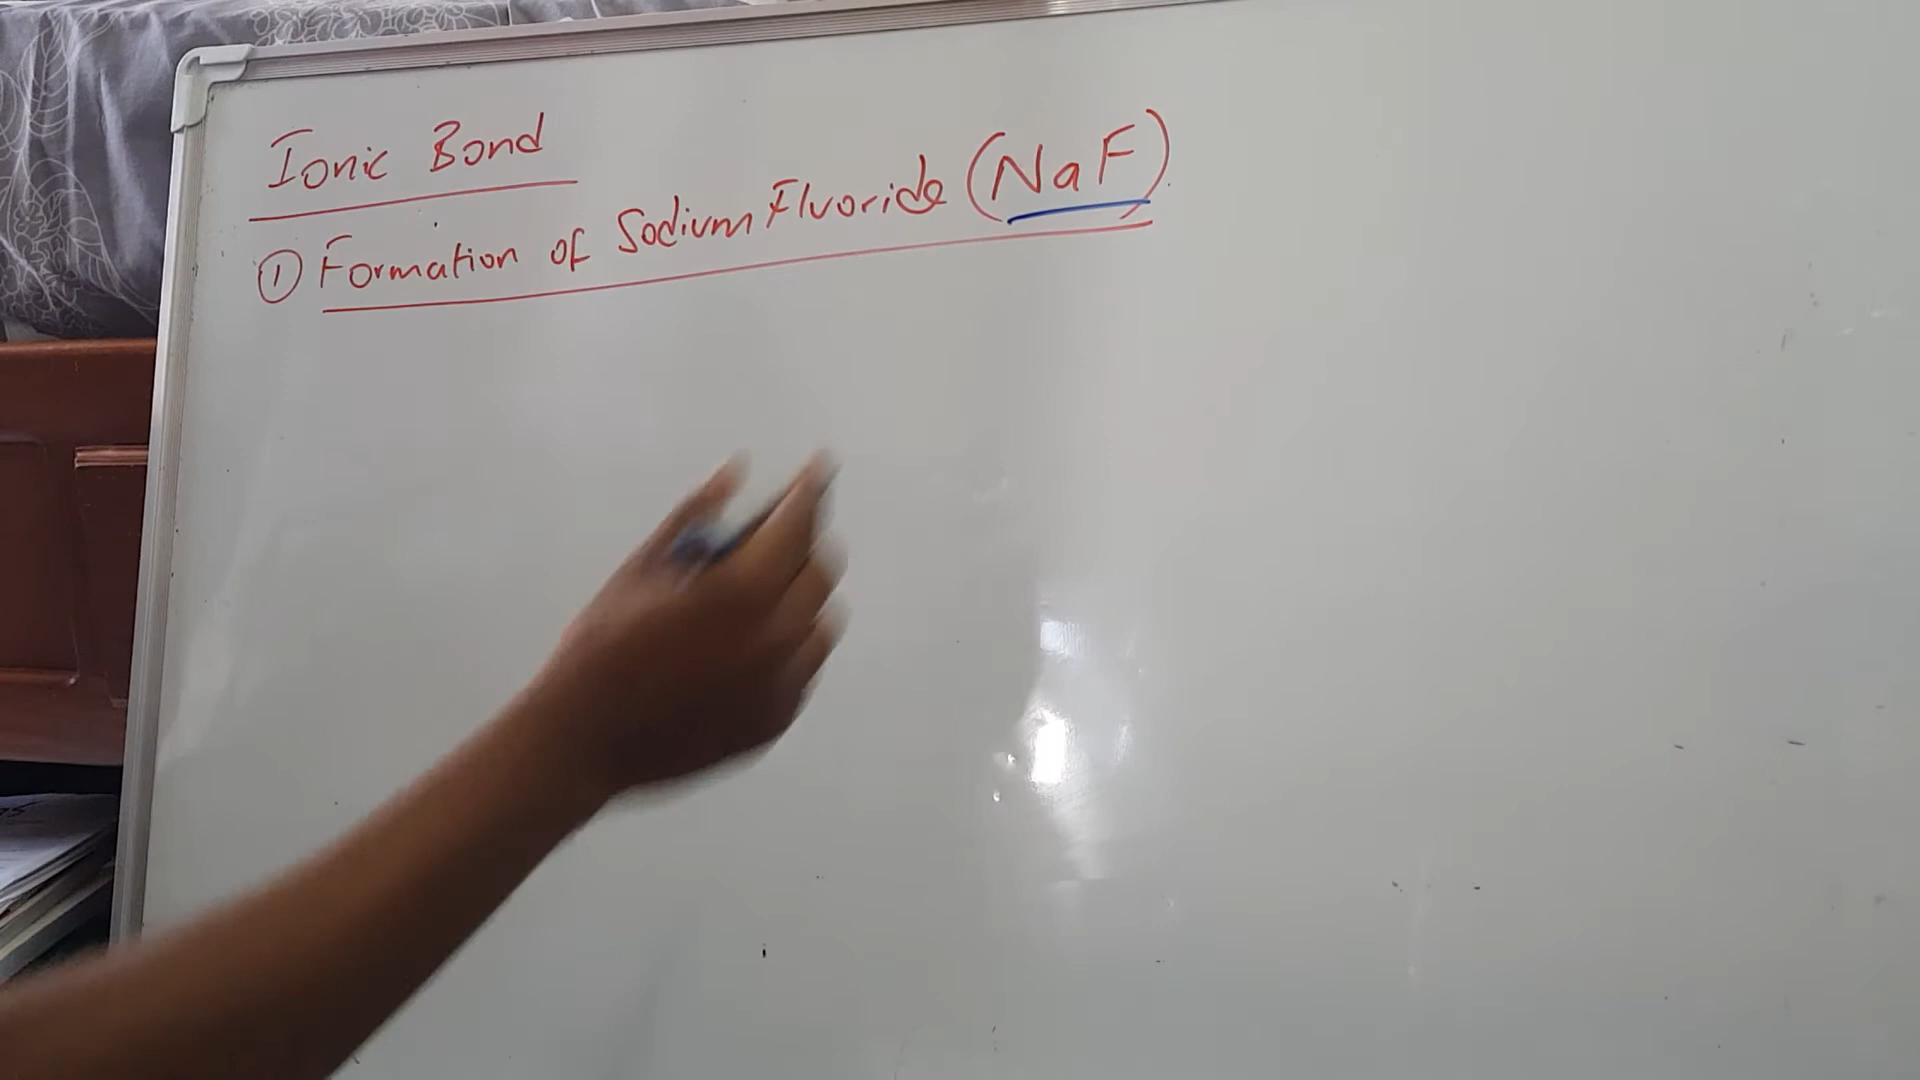 Ionic Bond
① Formation of Sodium Fluoride (NaF)